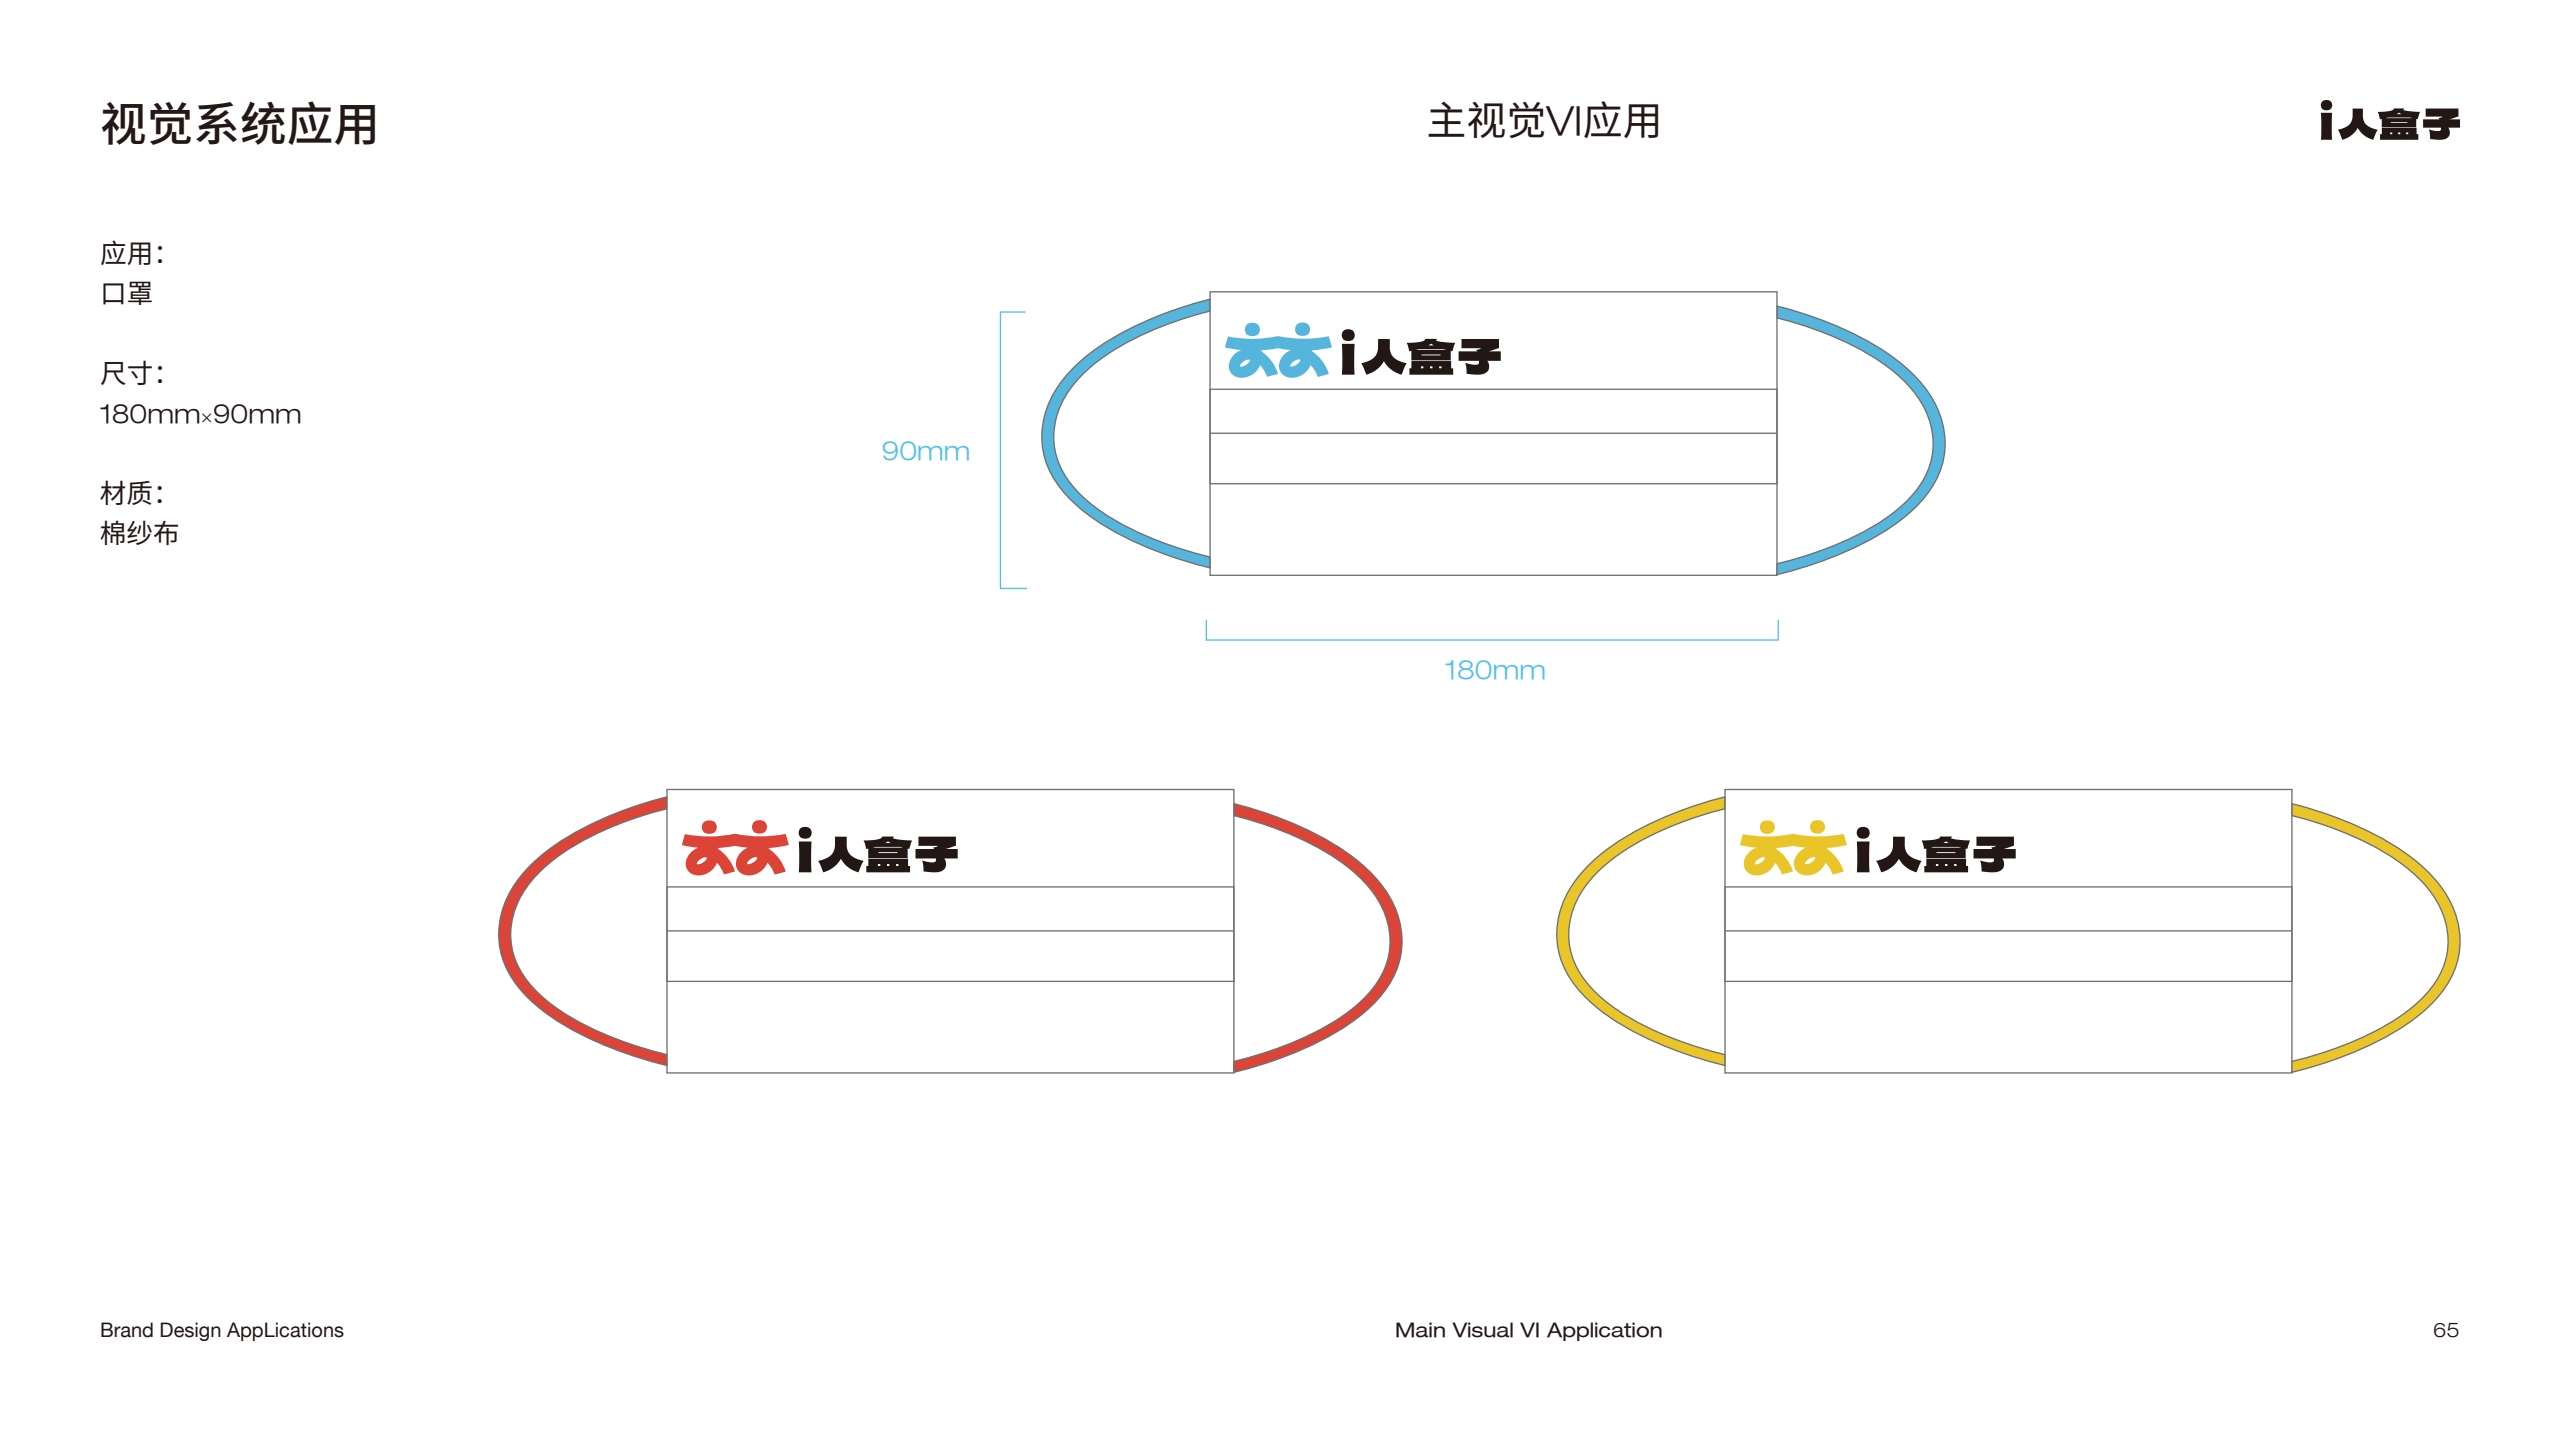 视觉系统应用
主视觉VI应用
i人盒子
应用：
口罩
尺寸：
180mm×90mm
材质：
棉纱布
i人盒子
90mm
180mm
i人盒子
i人盒子
Brand Design AppLications
Main Visual VI Application
65